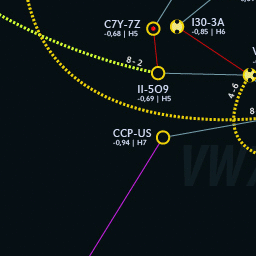 C7Y-7Z
-0,68 | H5
I30-3A
-0,85 | H6
8-2
II-5O9
-0,69 | H5
4-6
8
CCP-US
-0,94 | H7
VW